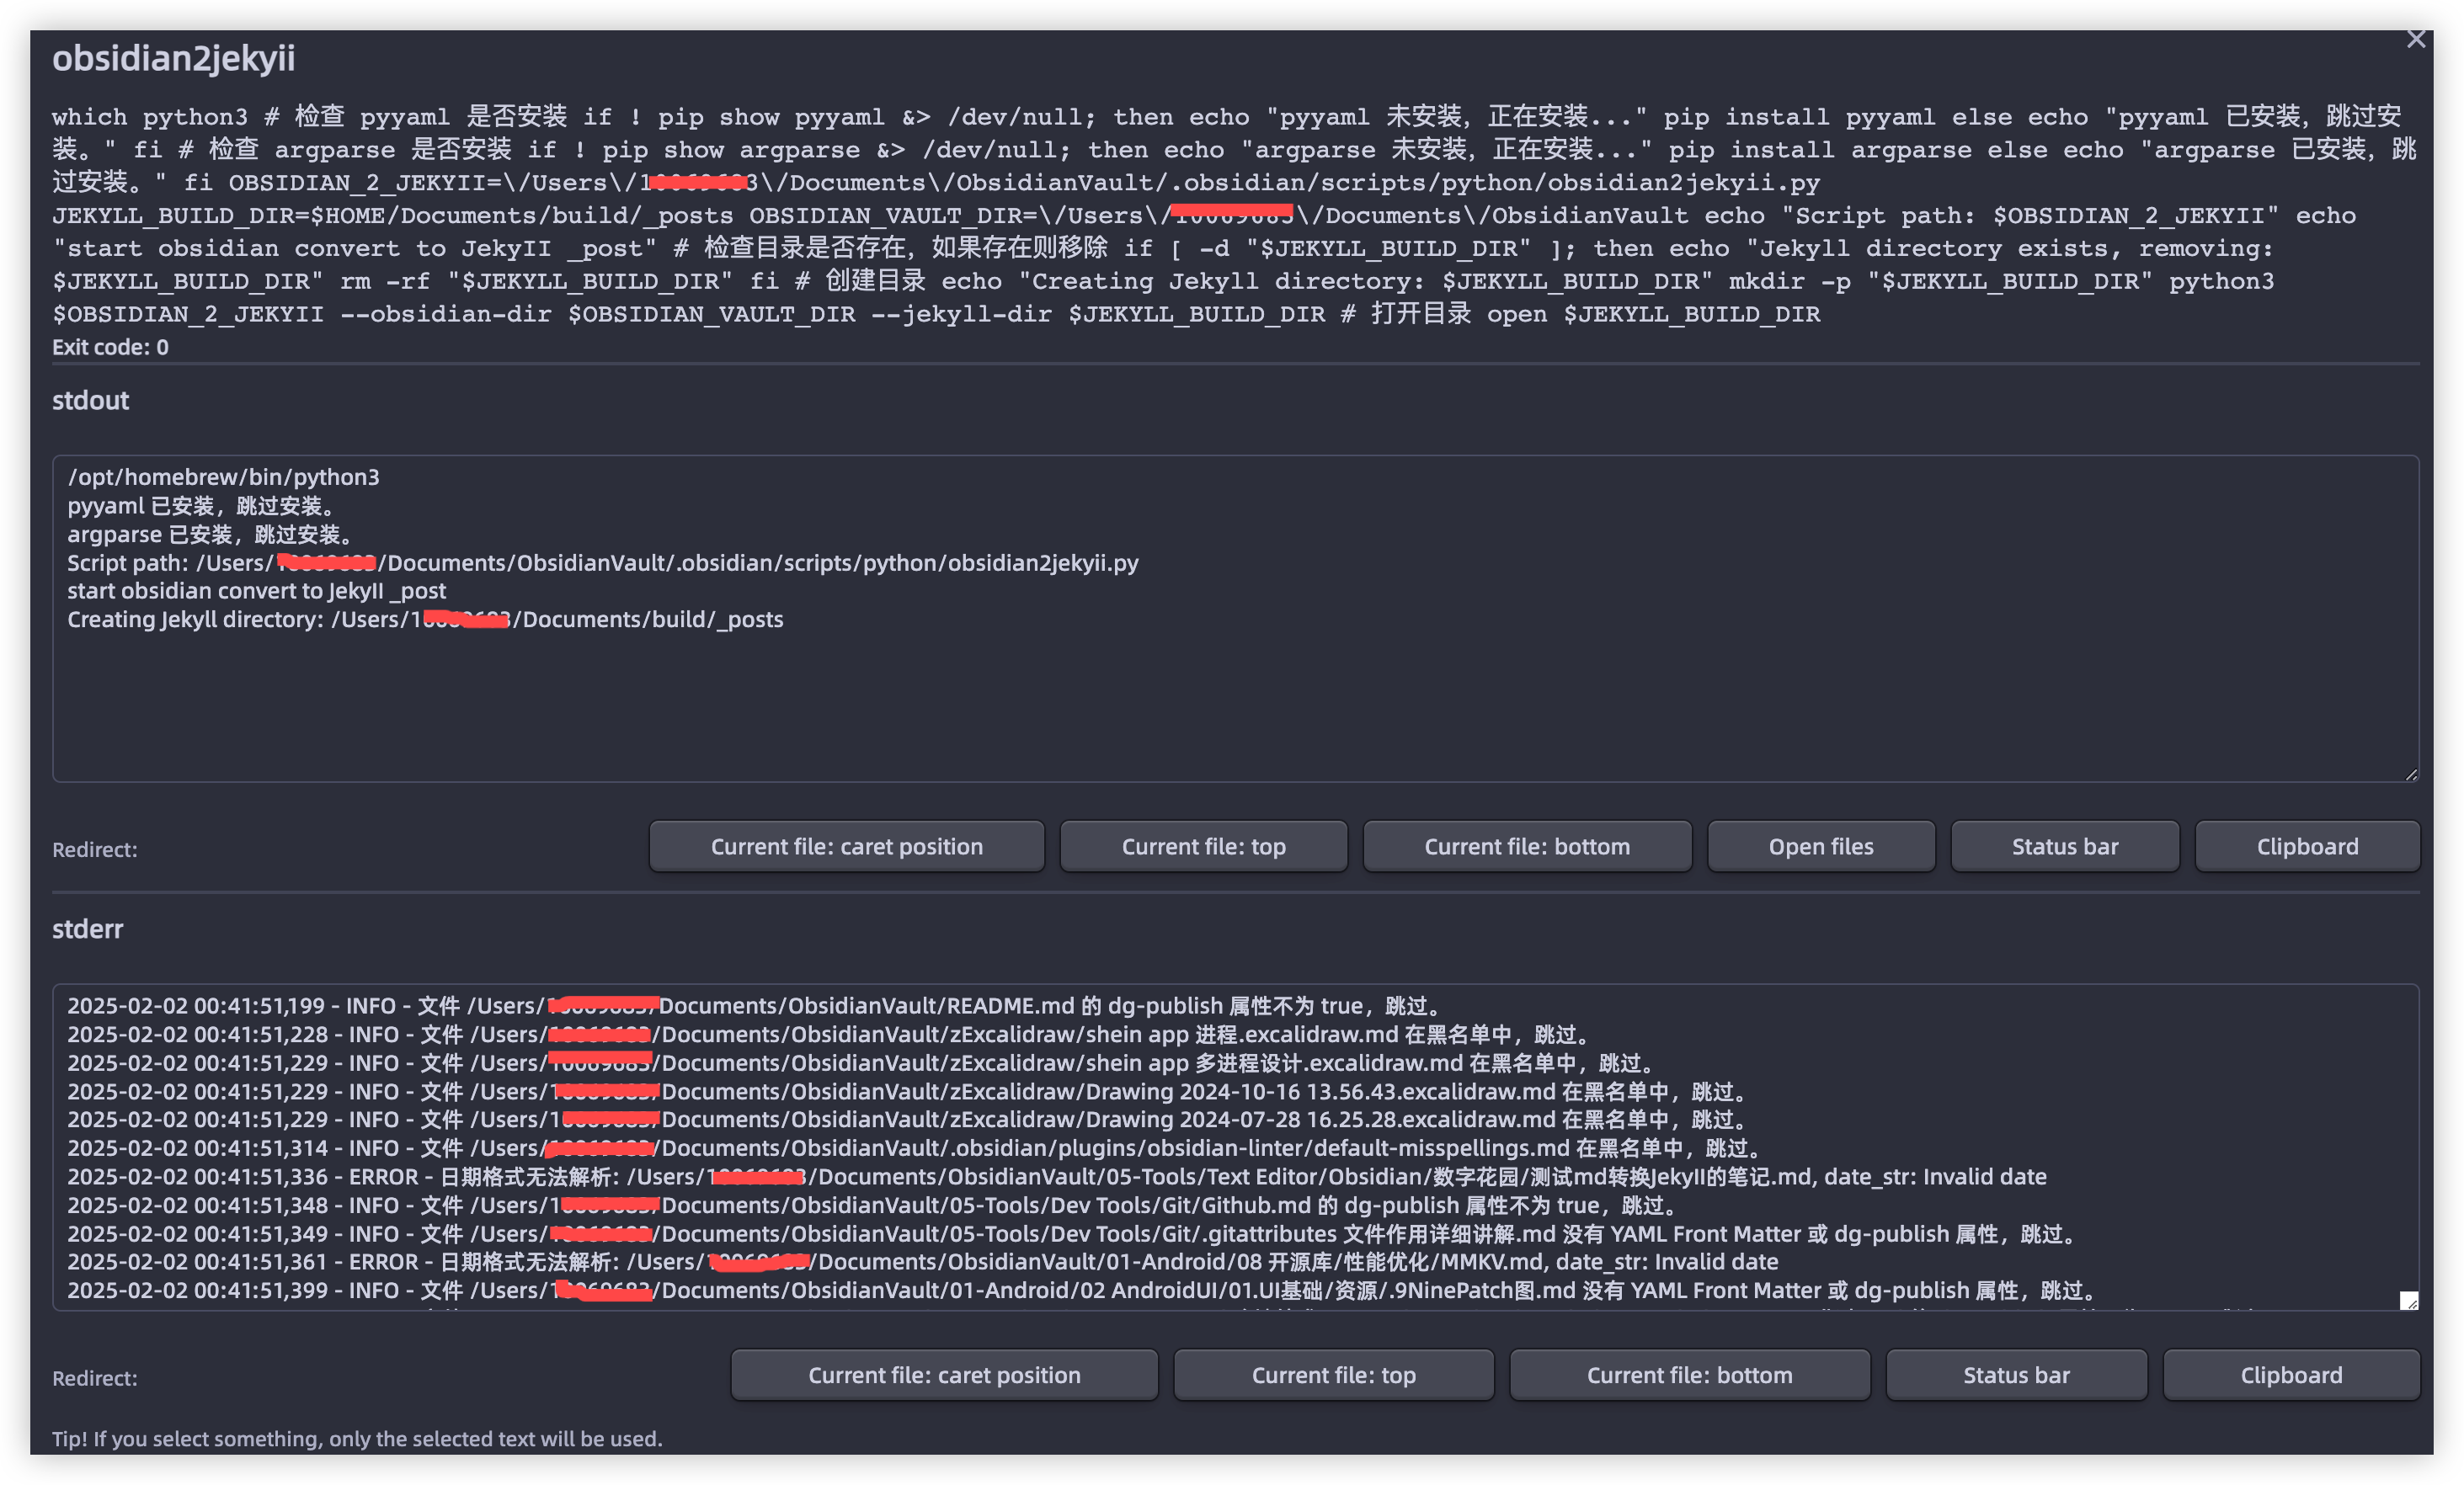 obsidian2jekyii
which python3 # 检查 pyyaml 是否安装 if ! pip show pyyaml &> /dev/null; then echo "pyyaml 未安装，正在安装..." pip install pyyaml else echo "pyyaml 已安装，跳过安
装。" fi # 检查 argparse 是否安装 if ! pip show argparse &> /dev/null; then echo "argparse 未安装，正在安装..." pip install argparse else echo "argparse 已安装，跳
过安装。" fi OBSIDIAN_2_JEKYII=\/Users\/ \/Documents\/ObsidianVault/.obsidian/scripts/python/obsidian2jekyii.py
JEKYLL_BUILD_DIR=$HOME/Documents/build/_posts OBSIDIAN_VAULT_DIR=\/Users\/ \/Documents\/ObsidianVault echo "Script path: $OBSIDIAN_2_JEKYII" echo
"start obsidian convert to JekyII _post" # 检查目录是否存在，如果存在则移除 if [ -d "$JEKYLL_BUILD_DIR" ]; then echo "Jekyll directory exists, removing:
$JEKYLL_BUILD_DIR" rm -rf "$JEKYLL_BUILD_DIR" fi # 创建目录 echo "Creating Jekyll directory: $JEKYLL_BUILD_DIR" mkdir -p "$JEKYLL_BUILD_DIR" python3
$OBSIDIAN_2_JEKYII --obsidian-dir $OBSIDIAN_VAULT_DIR --jekyll-dir $JEKYLL_BUILD_DIR # 打开目录 open $JEKYLL_BUILD_DIR
Exit code: 0
stdout
/opt/homebrew/bin/python3
pyyaml 已安装，跳过安装。
argparse 已安装，跳过安装。
Script path: /Users/ /Documents/ObsidianVault/.obsidian/scripts/python/obsidian2jekyii.py
start obsidian convert to JekyII _post
Creating Jekyll directory: /Users/ /Documents/build/_posts
Redirect: Current file: caret position Current file: top Current file: bottom Open files Status bar Clipboard
stderr
2025-02-02 00:41:51,199 - INFO - 文件 /Users/ Documents/ObsidianVault/README.md 的 dg-publish 属性不为 true，跳过。
2025-02-02 00:41:51,228 - INFO - 文件 /Users/ /Documents/ObsidianVault/zExcalidraw/shein app 进程.excalidraw.md 在黑名单中，跳过。
2025-02-02 00:41:51,229 - INFO - 文件 /Users/ /Documents/ObsidianVault/zExcalidraw/shein app 多进程设计.excalidraw.md 在黑名单中，跳过。
2025-02-02 00:41:51,229 - INFO - 文件 /Users/ /Documents/ObsidianVault/zExcalidraw/Drawing 2024-10-16 13.56.43.excalidraw.md 在黑名单中，跳过。
2025-02-02 00:41:51,229 - INFO - 文件 /Users/ /Documents/ObsidianVault/zExcalidraw/Drawing 2024-07-28 16.25.28.excalidraw.md 在黑名单中，跳过。
2025-02-02 00:41:51,314 - INFO - 文件 /Users/ /Documents/ObsidianVault/.obsidian/plugins/obsidian-linter/default-misspellings.md 在黑名单中，跳过。
2025-02-02 00:41:51,336 - ERROR - 日期格式无法解析: /Users/ /Documents/ObsidianVault/05-Tools/Text Editor/Obsidian/数字花园/测试md转换JekyII的笔记.md, date_str: Invalid date
2025-02-02 00:41:51,348 - INFO - 文件 /Users/ /Documents/ObsidianVault/05-Tools/Dev Tools/Git/Github.md 的 dg-publish 属性不为 true，跳过。
2025-02-02 00:41:51,349 - INFO - 文件 /Users/ /Documents/ObsidianVault/05-Tools/Dev Tools/Git/.gitattributes 文件作用详细讲解.md 没有 YAML Front Matter 或 dg-publish 属性，跳过。
2025-02-02 00:41:51,361 - ERROR - 日期格式无法解析: /Users/ /Documents/ObsidianVault/01-Android/08 开源库/性能优化/MMKV.md, date_str: Invalid date
2025-02-02 00:41:51,399 - INFO - 文件 /Users/ /Documents/ObsidianVault/01-Android/02 AndroidUI/01.UI基础/资源/.9NinePatch图.md 没有 YAML Front Matter 或 dg-publish 属性，跳过。
Redirect: Current file: caret position Current file: top Current file: bottom Status bar Clipboard
Tip! If you select something, only the selected text will be used.